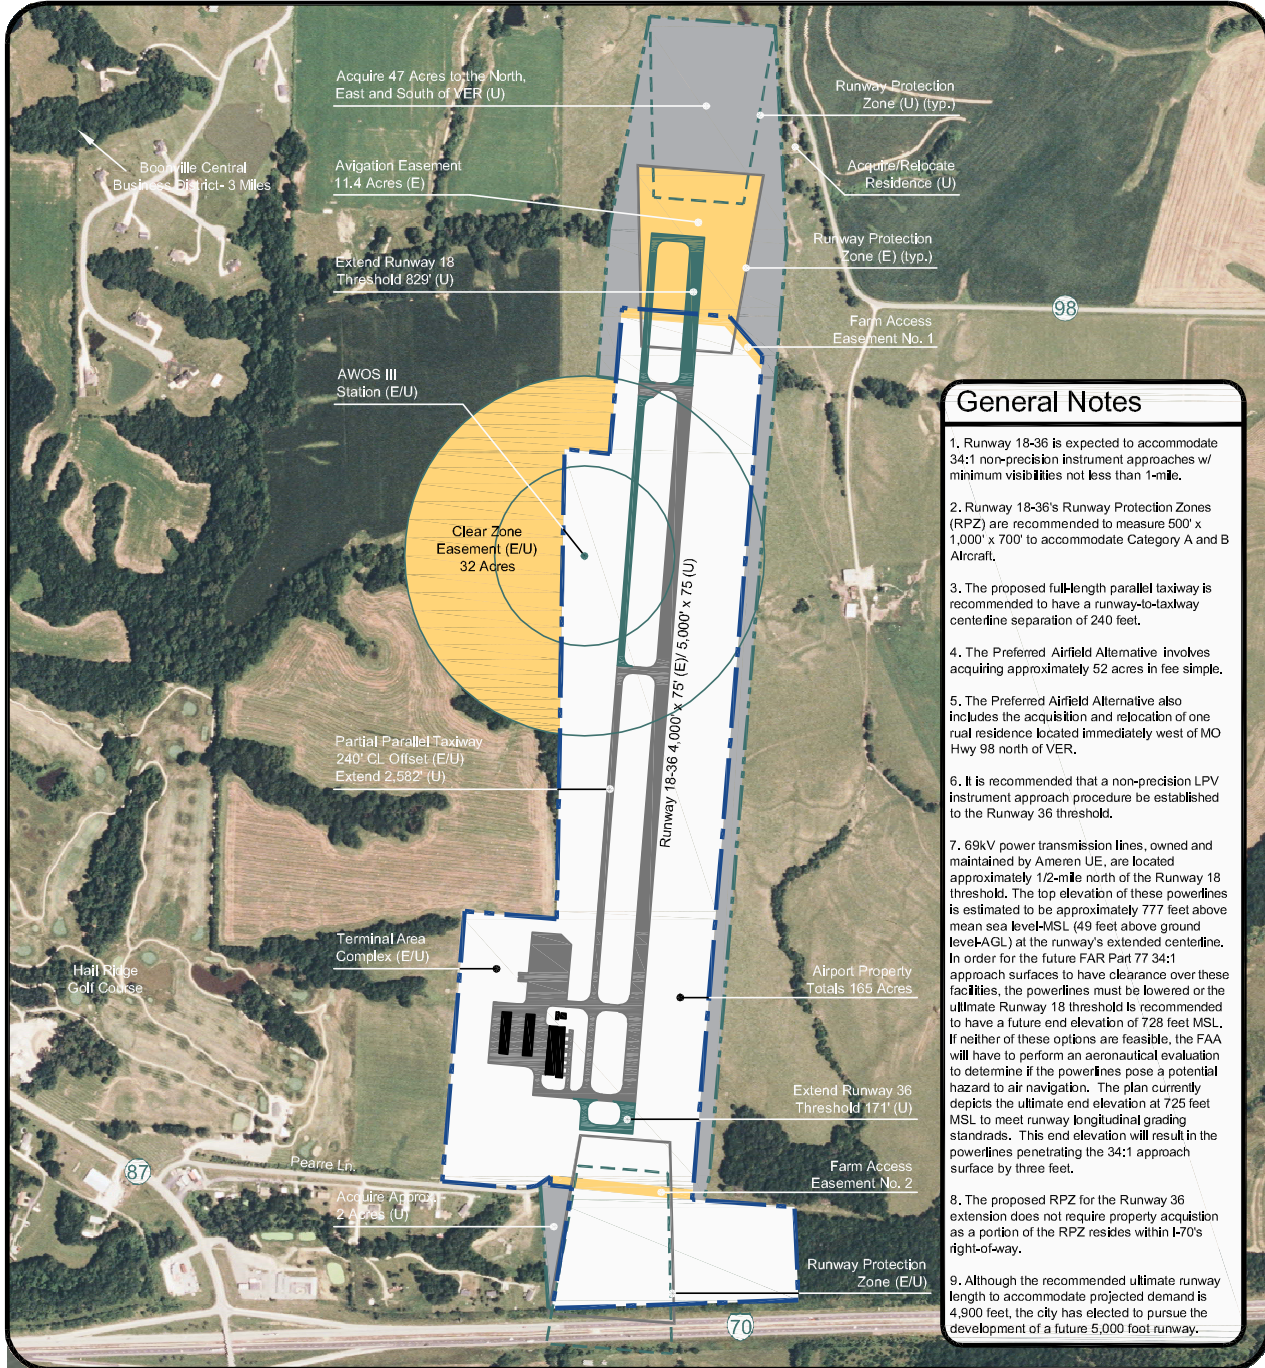 Acquire 47 Acres to the North,
East and South of VER (U)
Runway Protection
Zone (U) (typ.)
Boonville Central
Business District- 3 Miles
Avigation Easement
11.4 Acres (E)
Acquire/Relocate
Residence (U)
Runway Protection
Zone (E) (typ.)
Extend Runway 18
Threshold 829' (U)
98
Farm Access
Easement No. 1
AWOS III
Station (E/U)
Clear Zone
Easement (E/U)
32 Acres
Runway 18-36 4,000' x 75' (E)/ 5,000' x 75 (U)
Partial Parallel Taxiway
240' CL Offset (E/U)
Extend 2,582' (U)
Terminal Area
Complex (E/U)
Hail Ridge
Golf Course
Airport Property
Totals 165 Acres
Extend Runway 36
Threshold 171' (U)
Pearre Ln.
87
Farm Access
Easement No. 2
Acquire Approx.
2 Acres (U)
Runway Protection
Zone (E/U)
70
General Notes
1. Runway 18-36 is expected to accommodate
34:1 non-precision instrument approaches w/
minimum visibilities not less than 1-mile.
2. Runway 18-36's Runway Protection Zones
(RPZ) are recommended to measure 500' x
1,000' x 700' to accommodate Category A and B
Aircraft.
3. The proposed full-length parallel taxiway is
recommended to have a runway-to-taxiway
centerline separation of 240 feet.
4. The Preferred Airfield Alternative involves
acquiring approximately 52 acres in fee simple.
5. The Preferred Airfield Alternative also
includes the acquisition and relocation of one
rual residence located immediately west of MO
Hwy 98 north of VER.
6. It is recommended that a non-precision LPV
instrument approach procedure be established
to the Runway 36 threshold.
7. 69kV power transmission lines, owned and
maintained by Ameren UE, are located
approximately 1/2-mile north of the Runway 18
threshold. The top elevation of these powerlines
is estimated to be approximately 777 feet above
mean sea level-MSL (49 feet above ground
level-AGL) at the runway's extended centerline.
In order for the future FAR Part 77 34:1
approach surfaces to have clearance over these
facilities, the powerlines must be lowered or the
ultimate Runway 18 threshold is recommended
to have a future end elevation of 728 feet MSL.
If neither of these options are feasible, the FAA
will have to perform an aeronautical evaluation
to determine if the powerlines pose a potential
hazard to air navigation. The plan currently
depicts the ultimate end elevation at 725 feet
MSL to meet runway longitudinal grading
standrads. This end elevation will result in the
powerlines penetrating the 34:1 approach
surface by three feet.
8. The proposed RPZ for the Runway 36
extension does not require property acquistion
as a portion of the RPZ resides within I-70's
right-of-way.
9. Although the recommended ultimate runway
length to accommodate projected demand is
4,900 feet, the city has elected to pursue the
development of a future 5,000 foot runway.